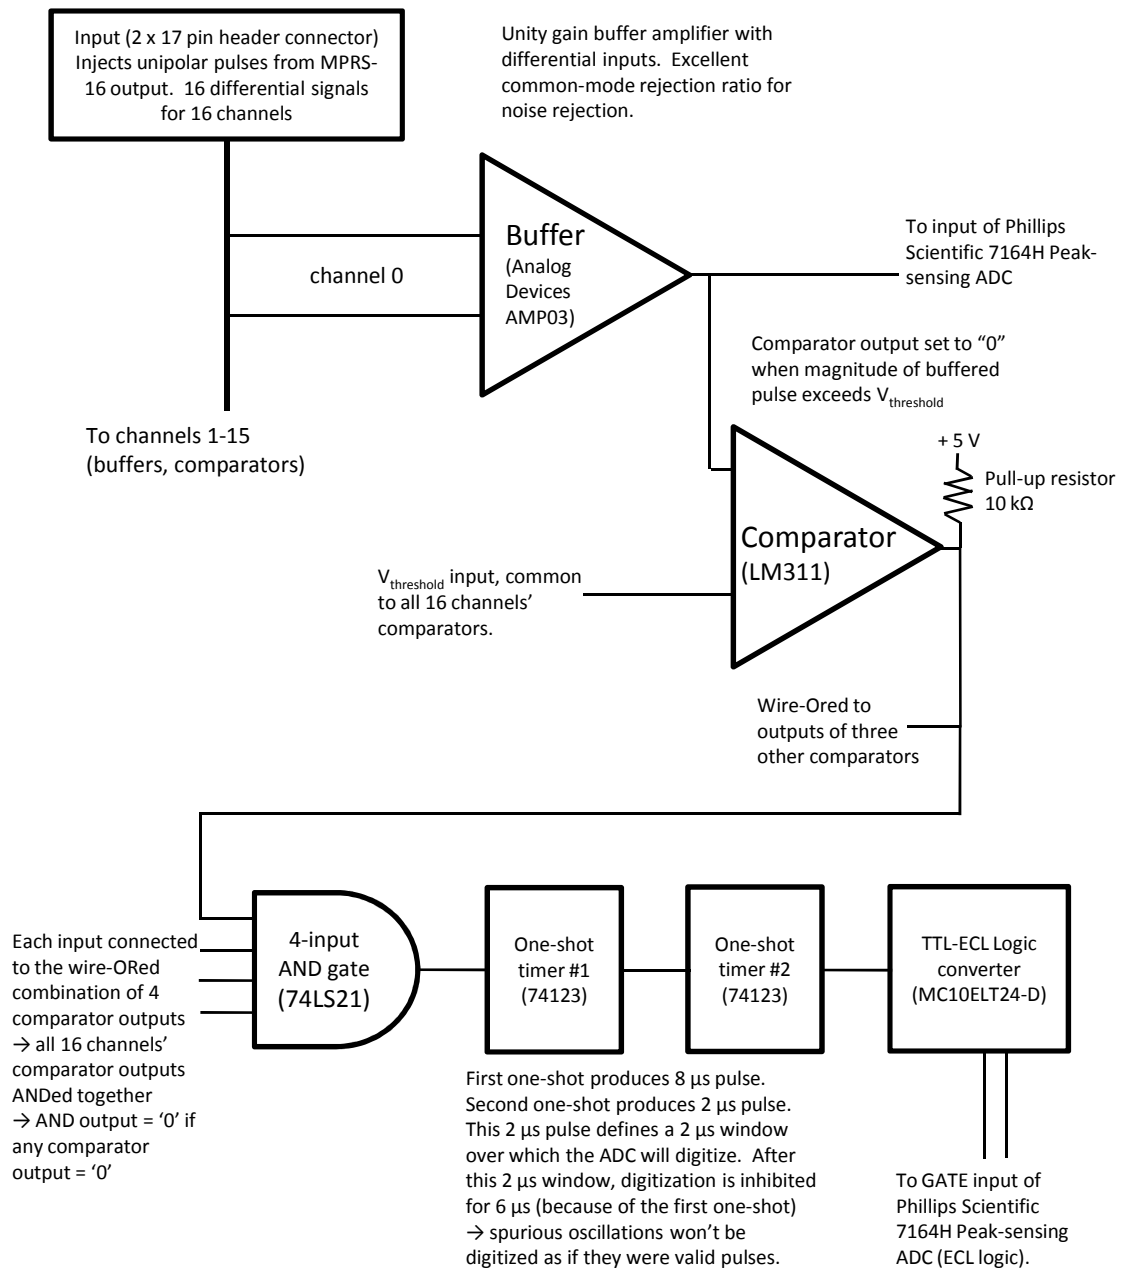 Input (2 x 17 pin header connector)
Injects unipolar pulses from MPRS-
16 output.  16 differential signals
for 16 channels
Unity gain buffer amplifier with
differential inputs.  Excellent
common-mode rejection ratio for
noise rejection.
Buffer
(Analog
Devices
AMP03)
channel 0
To input of Phillips
Scientific 7164H Peak-
sensing ADC
To channels 1-15
(buffers, comparators)
Comparator output set to “0”
when magnitude of buffered
pulse exceeds Vthreshold
+ 5 V
Pull-up resistor
10 kΩ
Comparator
(LM311)
Vthreshold input, common
to all 16 channels’
comparators.
Wire-Ored to
outputs of three
other comparators
Each input connected
to the wire-ORed
combination of 4
comparator outputs
→ all 16 channels’
comparator outputs
ANDed together
→ AND output = ‘0’ if
any comparator
output = ‘0’
4-input
AND gate
(74LS21)
One-shot
timer #1
(74123)
One-shot
timer #2
(74123)
TTL-ECL Logic
converter
(MC10ELT24-D)
First one-shot produces 8 µs pulse.
Second one-shot produces 2 µs pulse.
This 2 µs pulse defines a 2 µs window
over which the ADC will digitize.  After
this 2 µs window, digitization is inhibited
for 6 µs (because of the first one-shot)
→ spurious oscillations won’t be
digitized as if they were valid pulses.
To GATE input of
Phillips Scientific
7164H Peak-sensing
ADC (ECL logic).